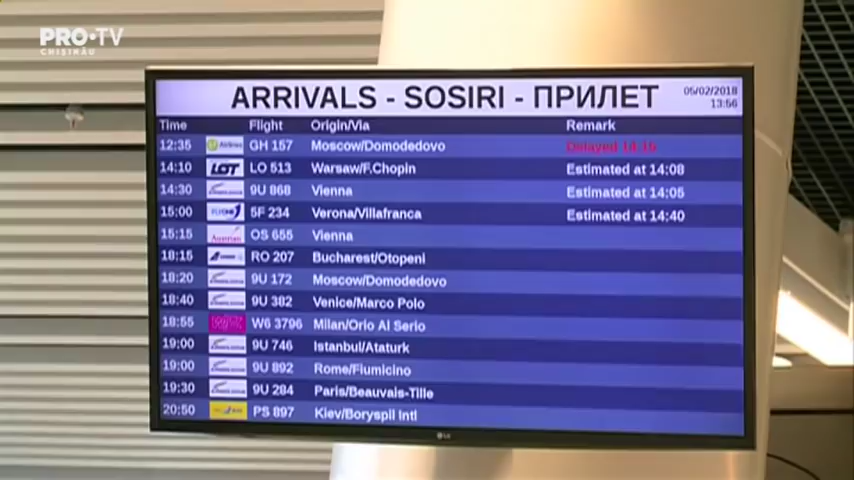 PRO•TV
CHIȘINĂU
ARRIVALS - SOSIRI - ПРИЛЕТ
05/02/2018
13:56
Time Flight Origin/Via Remark
12:35 Airlines GH 157 Moscow/Domodedovo Delayed
14:10 LOT LO 513 Warsaw/F.Chopin Estimated at 14:08
14:30 9U 868 Vienna Estimated at 14:05
15:00 5F 234 Verona/Villafranca Estimated at 14:40
15:15 Austrian OS 655 Vienna
18:15 RO 207 Bucharest/Otopeni
18:20 9U 172 Moscow/Domodedovo
18:40 9U 382 Venice/Marco Polo
18:55 W6 3796 Milan/Orio Al Serio
19:00 9U 746 Istanbul/Ataturk
19:00 9U 892 Rome/Fiumicino
19:30 9U 284 Paris/Beauvais-Tille
20:50 PS 897 Kiev/Boryspil Intl
LG